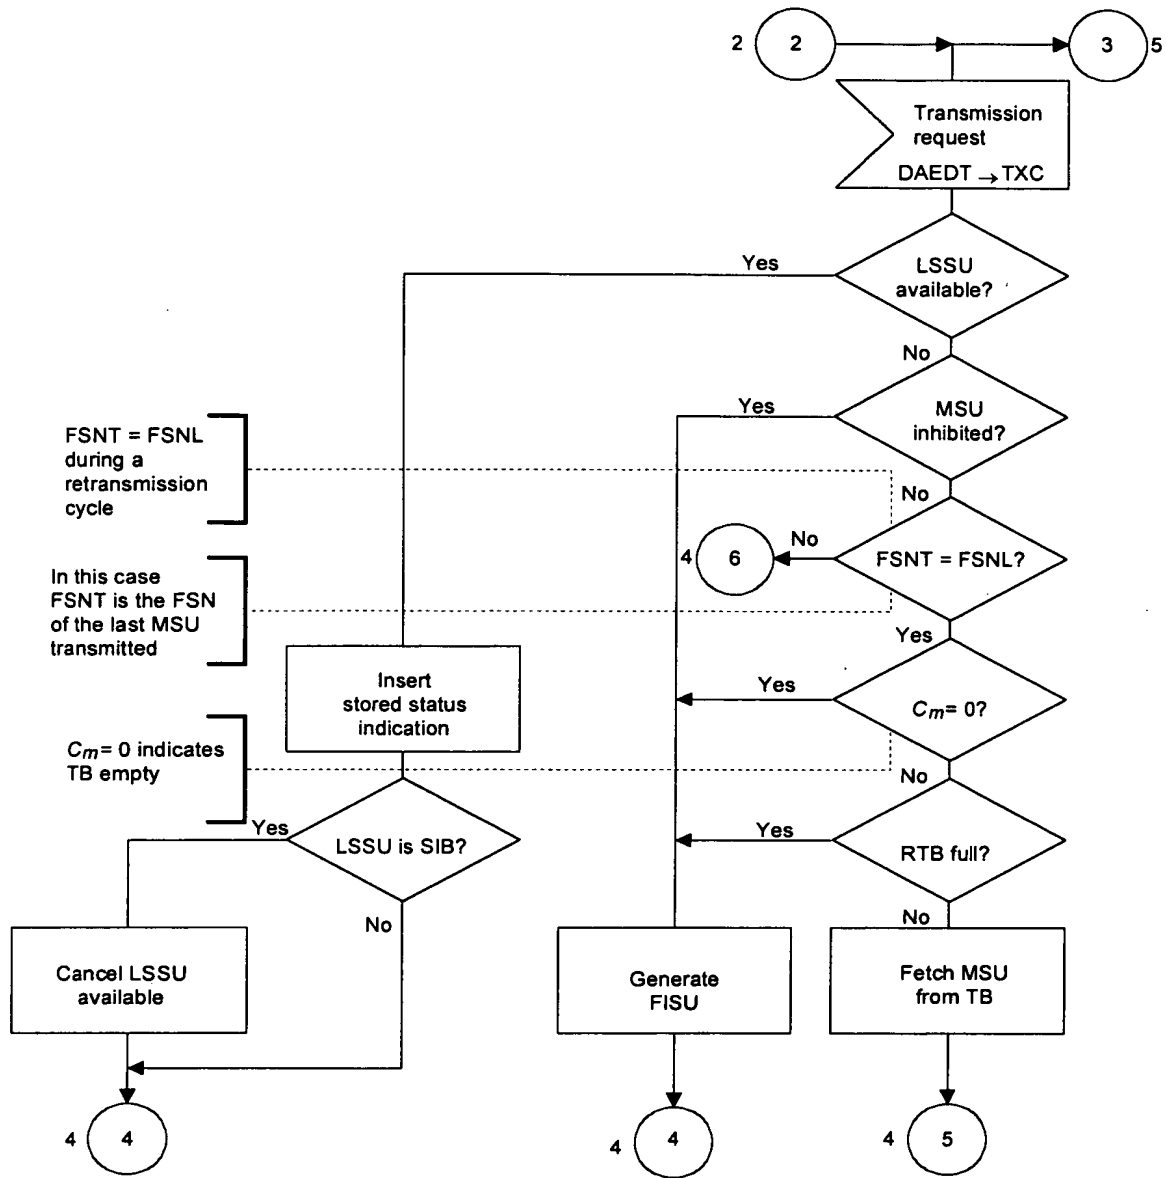 2 2 3 5
Transmission
request
DAEDT → TXC
LSSU
available?
Yes
No
MSU
inhibited?
Yes
No
FSNT = FSNL
during a
retransmission
cycle
FSNT = FSNL?
No
4 6
Yes
In this case
FSNT is the FSN
of the last MSU
transmitted
Cm= 0?
Yes
No
Insert
stored status
indication
Cm= 0 indicates
TB empty
LSSU is SIB?
Yes
No
RTB full?
Yes
No
Cancel LSSU
available
Generate
FISU
Fetch MSU
from TB
4 4
4 4
4 5